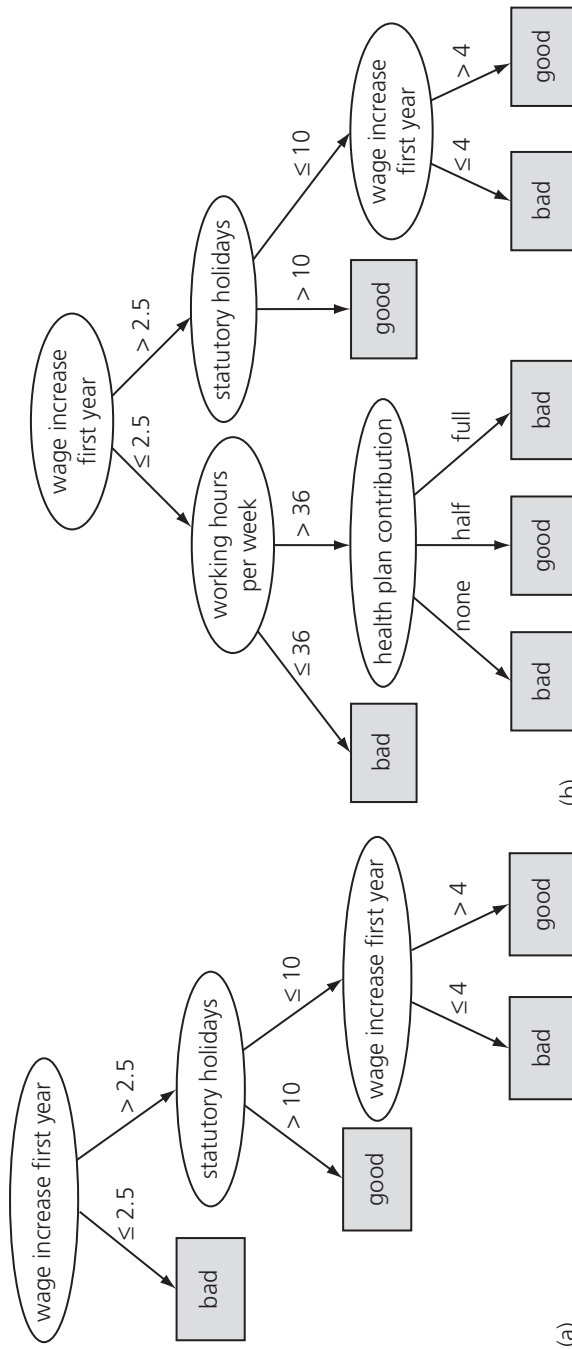 wage increase first year
≤ 2.5
> 2.5
bad
statutory holidays
> 10
≤ 10
good
wage increase first year
≤ 4
> 4
bad
good
(a)
wage increase
first year
≤ 2.5
> 2.5
working hours
per week
statutory holidays
≤ 36
> 36
> 10
≤ 10
bad
health plan contribution
good
wage increase
first year
none
half
full
≤ 4
> 4
bad
good
bad
bad
good
(b)